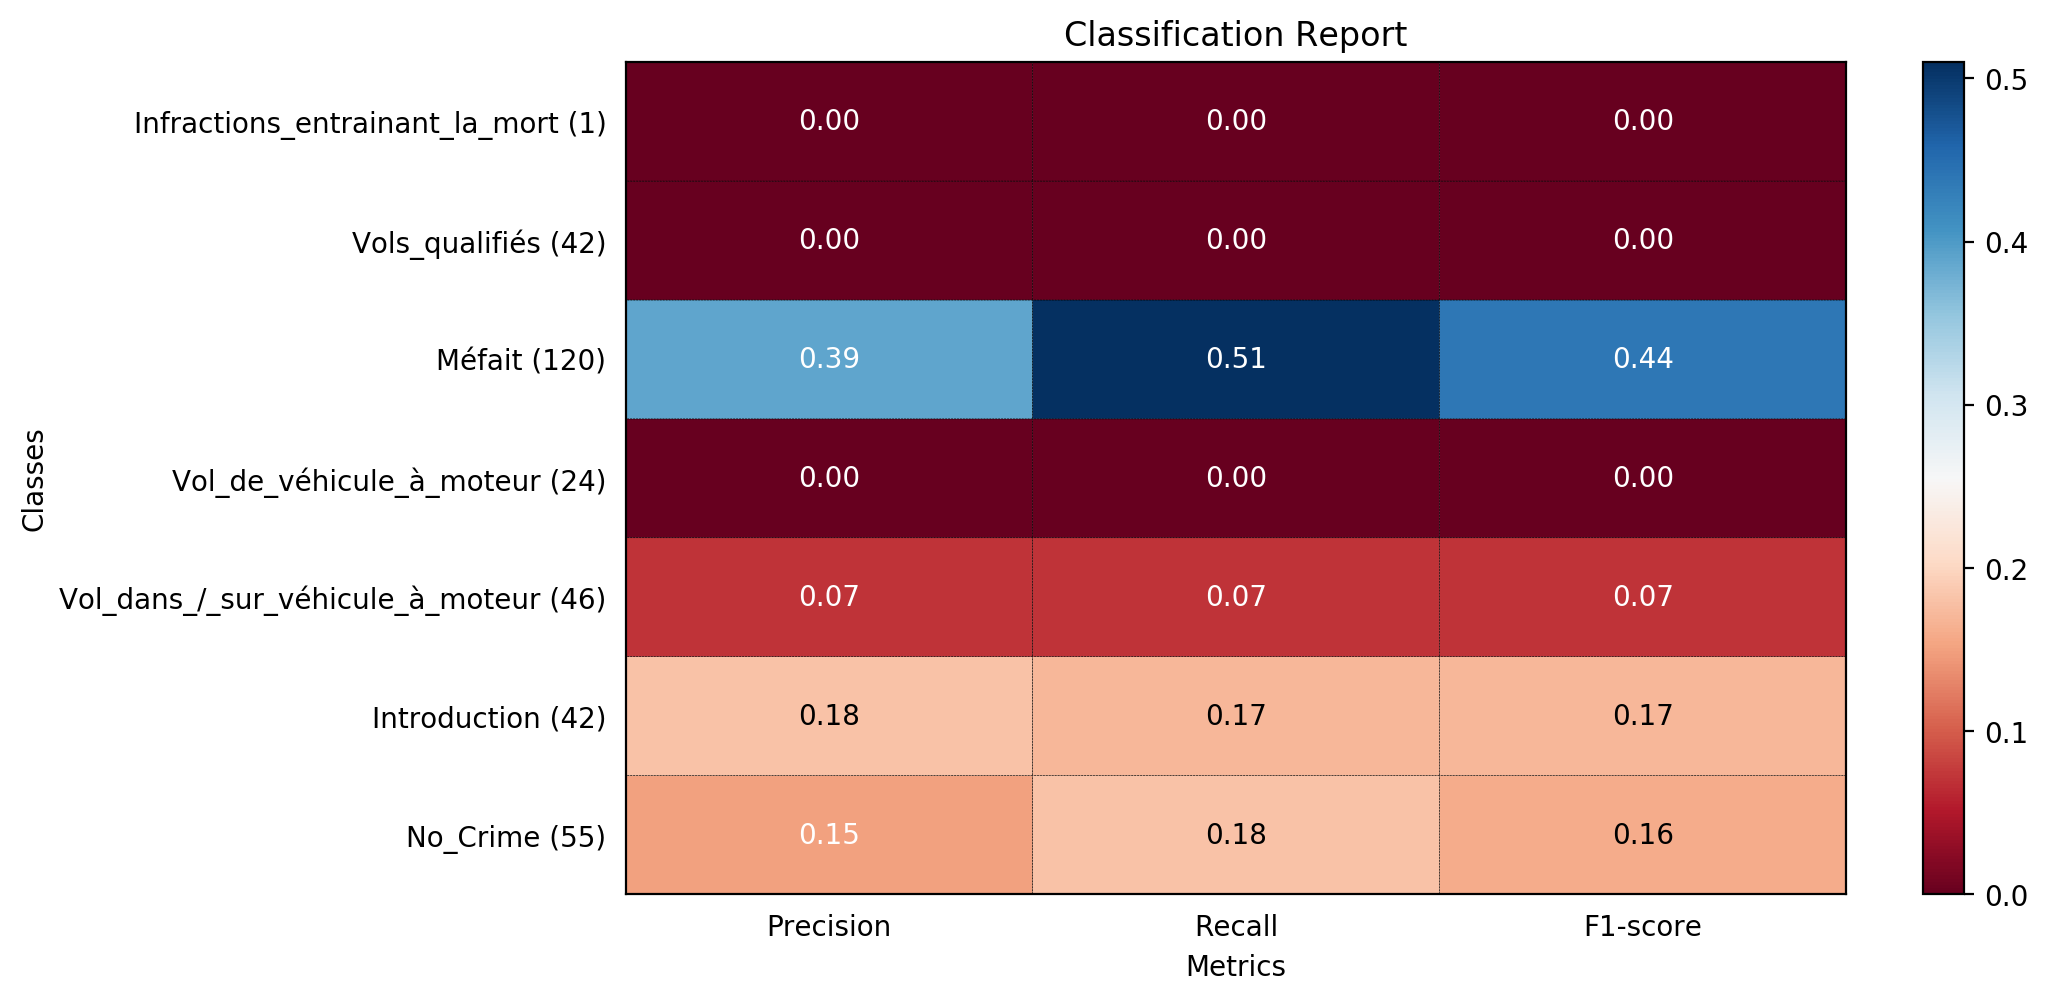 Classification Report
Infractions_entrainant_la_mort (1) 0.00 0.00 0.00
Vols_qualifiés (42) 0.00 0.00 0.00
Méfait (120) 0.39 0.51 0.44
Vol_de_véhicule_à_moteur (24) 0.00 0.00 0.00
Vol_dans_/_sur_véhicule_à_moteur (46) 0.07 0.07 0.07
Introduction (42) 0.18 0.17 0.17
No_Crime (55) 0.15 0.18 0.16
Precision Recall F1-score
Metrics
Classes
0.5
0.4
0.3
0.2
0.1
0.0